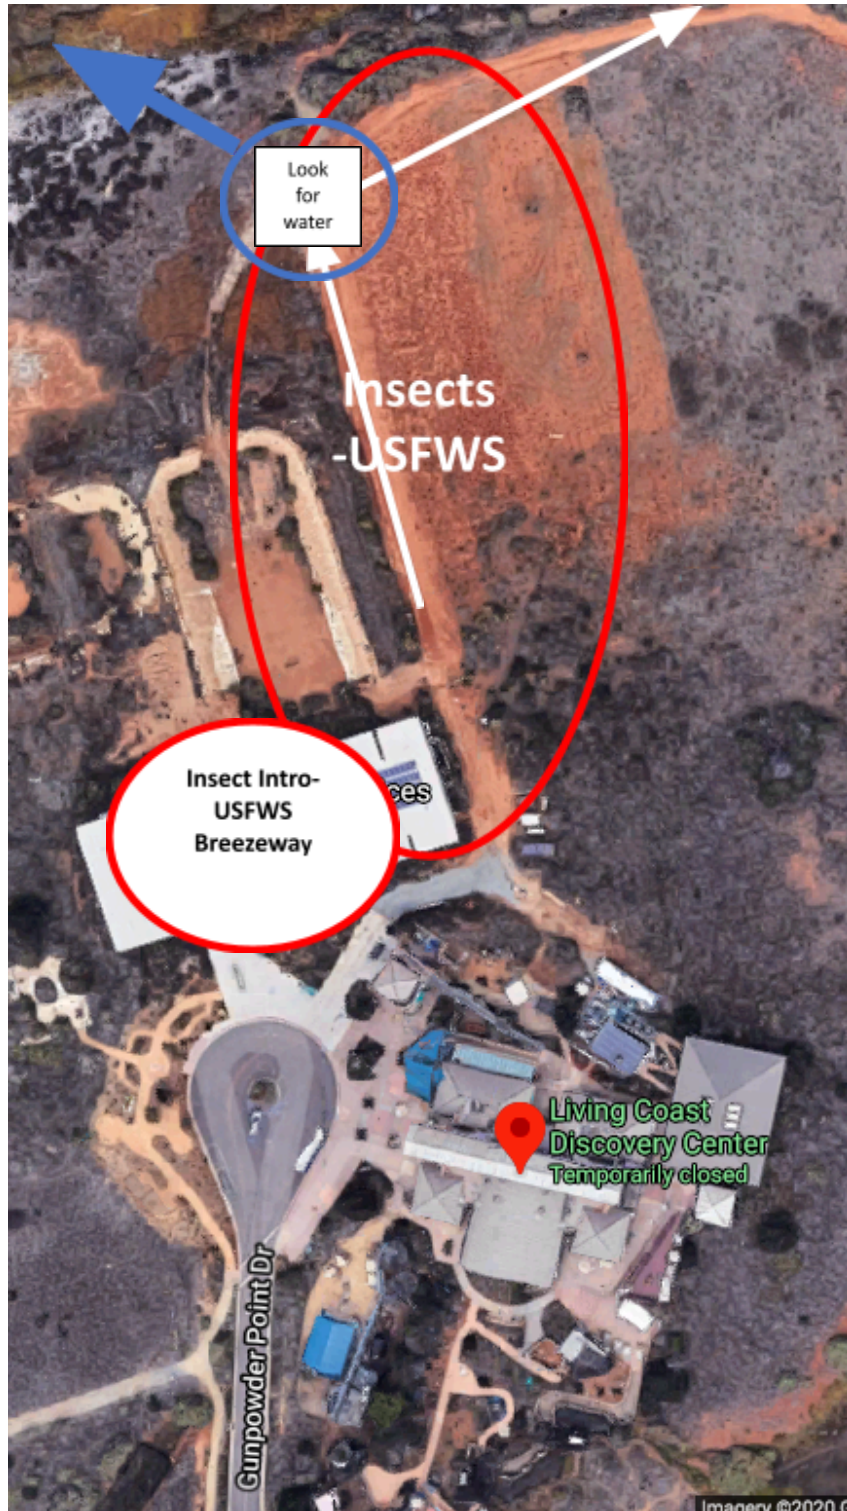 Look
for
water
Insects
-USFWS
Insect Intro-
USFWS
Breezeway
ces
Living Coast
Discovery Center
Temporarily closed
Gunpowder Point Dr
Imagery ©2020 G